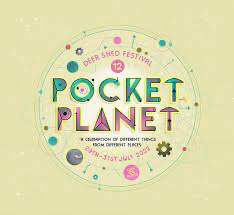 DEER SHED FESTIVAL
12
POCKET
PLANET
A CELEBRATION OF DIFFERENT THINGS
FROM DIFFERENT PLACES
29TH-31ST JULY 2022